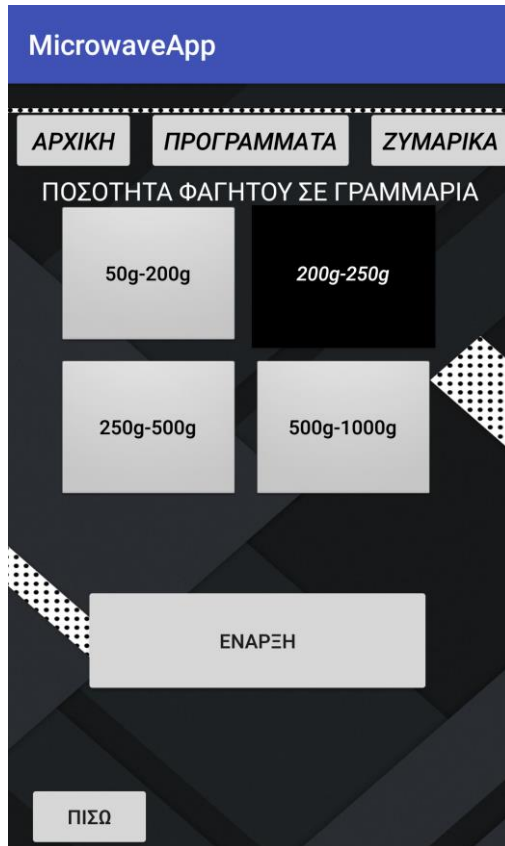 MicrowaveApp
ΑΡΧΙΚΗ ΠΡΟΓΡΑΜΜΑΤΑ ΖΥΜΑΡΙΚΑ
ΠΟΣΟΤΗΤΑ ΦΑΓΗΤΟΥ ΣΕ ΓΡΑΜΜΑΡΙΑ
50g-200g 200g-250g
250g-500g 500g-1000g
ΕΝΑΡΞΗ
ΠΙΣΩ